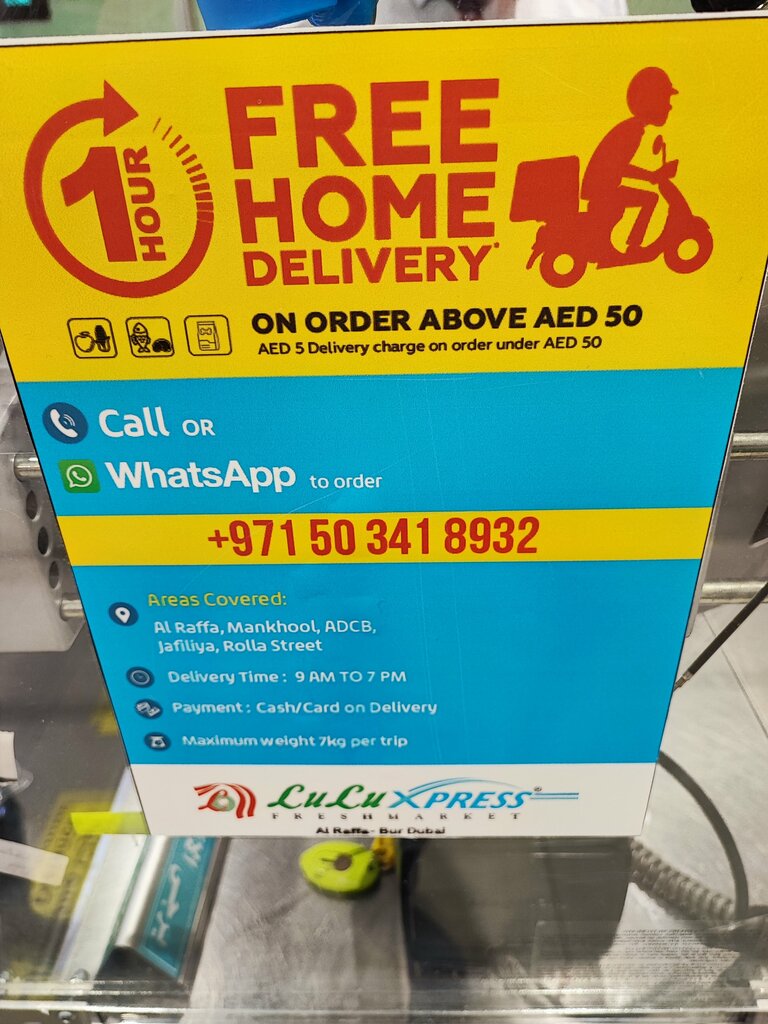 1 HOUR
FREE
HOME
DELIVERY*
ON ORDER ABOVE AED 50
AED 5 Delivery charge on order under AED 50
Call OR
WhatsApp to order
+971 50 341 8932
Areas Covered:
Al Raffa, Mankhool, ADCB,
Jafiliya, Rolla Street
Delivery Time : 9 AM TO 7 PM
Payment : Cash/Card on Delivery
Maximum weight 7kg per trip
LuLu XPRESS®
FRESH MARKET
Al Raffa- Bur Dubai